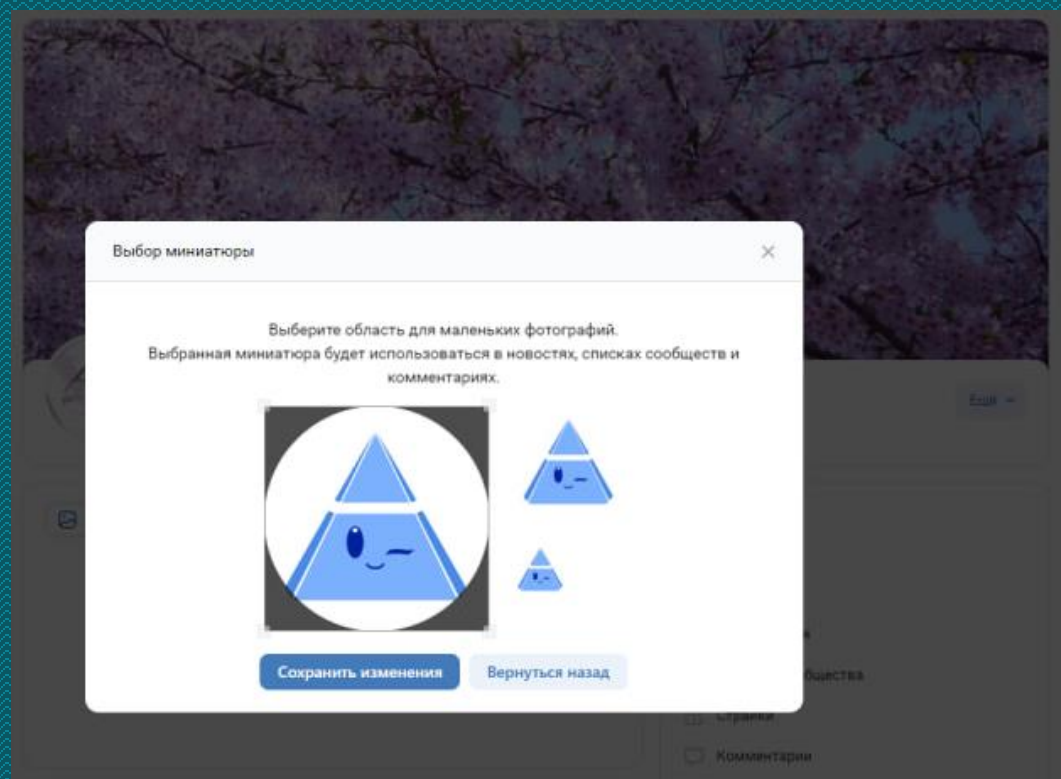 Выбор миниатюры
Выберите область для маленьких фотографий.
Выбранная миниатюра будет использоваться в новостях, списках сообществ и
комментариях.
Ещё
Сохранить изменения
Вернуться назад
Комментарии